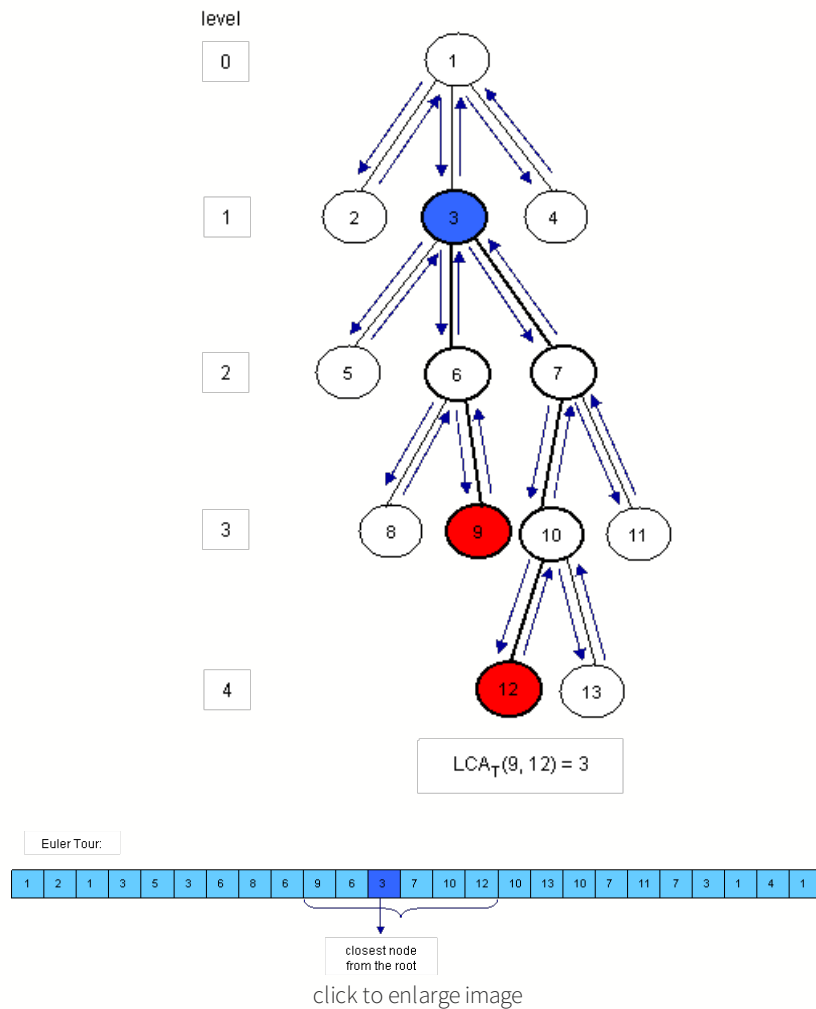 level
0
1
1
2
3
4
2
5
6
7
3
8
9
10
11
4
12
13
LCA_T(9, 12) = 3
Euler Tour:
1 2 1 3 5 3 6 8 6 9 6 3 7 10 12 10 13 10 7 11 7 3 1 4 1
closest node
from the root
click to enlarge image